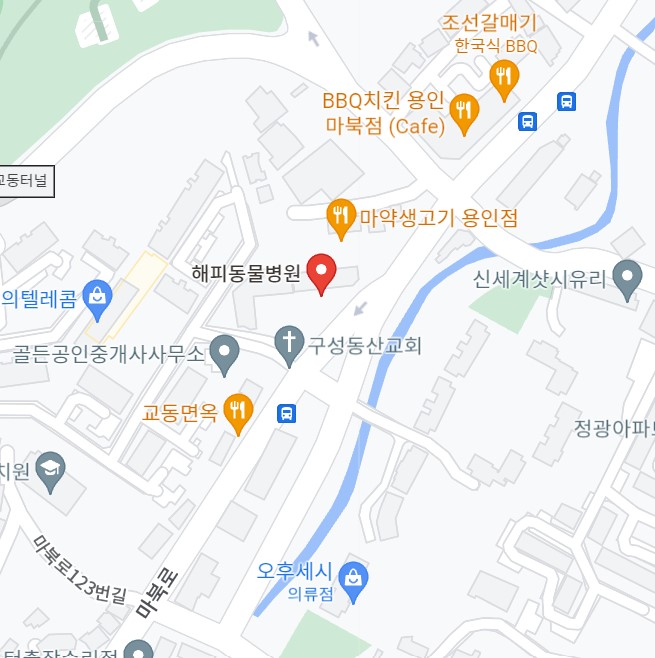 조선갈매기
한국식 BBQ
BBQ치킨 용인
마북점 (Cafe)
교동터널
마약생고기 용인점
해피동물병원
신세계샷시유리
의텔레콤
구성동산교회
골든공인중개사사무소
교동면옥
정광아파트
치원
마북로123번길
마북로
오후세시
의류점